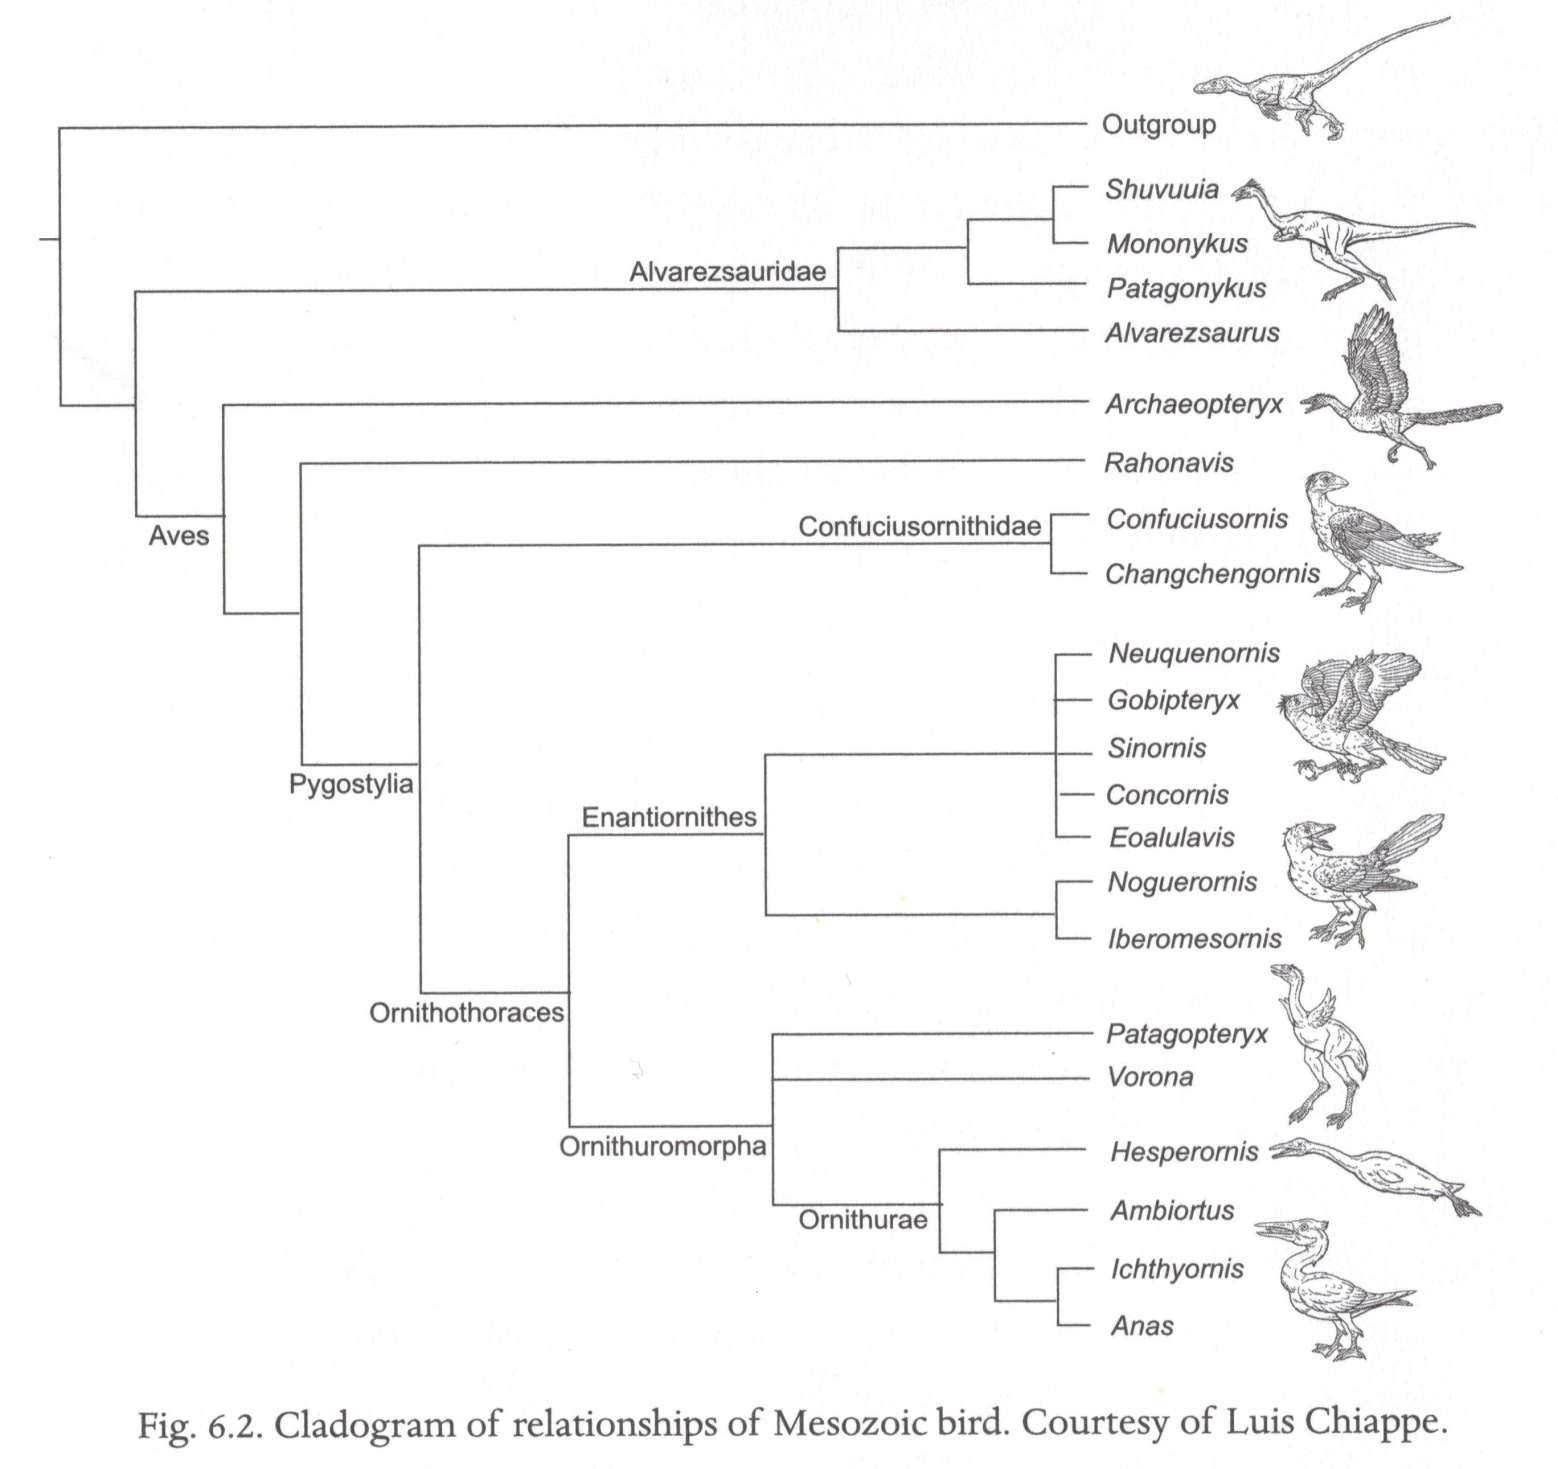 Outgroup
Shuvuuia
Mononykus
Alvarezsauridae
Patagonykus
Alvarezsaurus
Archaeopteryx
Rahonavis
Confuciusornis
Confuciusornithidae
Aves
Changchengornis
Neuquenornis
Gobipteryx
Sinornis
Pygostylia
Concornis
Enantiornithes
Eoalulavis
Noguerornis
Iberomesornis
Ornithothoraces
Patagopteryx
Vorona
Ornithuromorpha
Hesperornis
Ambiortus
Ornithurae
Ichthyornis
Anas
Fig. 6.2. Cladogram of relationships of Mesozoic bird. Courtesy of Luis Chiappe.